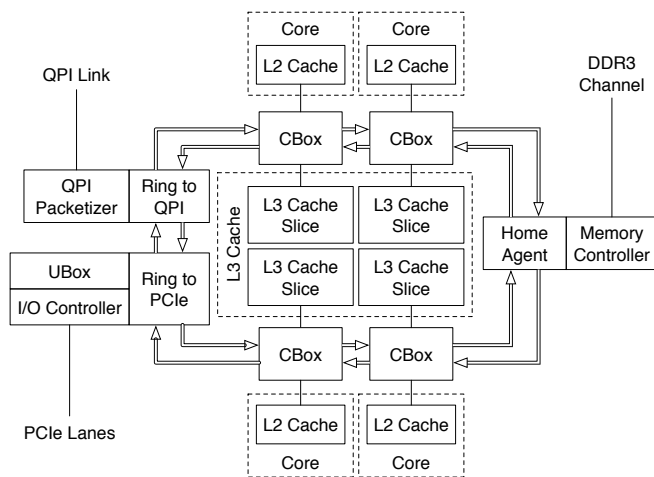 Core
Core
L2 Cache
L2 Cache
QPI Link
DDR3
Channel
CBox
CBox
QPI
Packetizer
Ring to
QPI
L3 Cache
L3 Cache
Slice
L3 Cache
Slice
L3 Cache
Slice
L3 Cache
Slice
Home
Agent
Memory
Controller
UBox
I/O Controller
Ring to
PCIe
CBox
CBox
PCIe Lanes
L2 Cache
L2 Cache
Core
Core